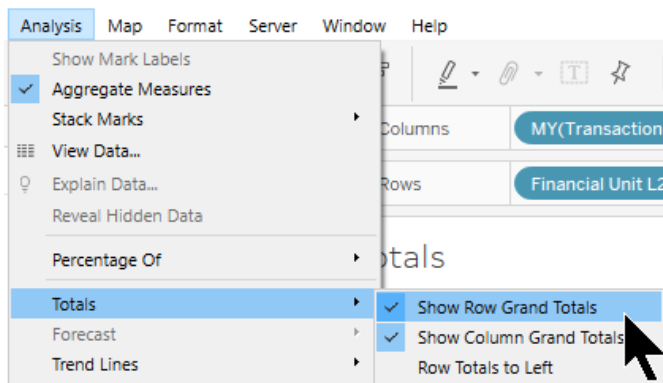 Analysis Map Format Server Window Help
Show Mark Labels
Aggregate Measures
Stack Marks
Columns MY(Transaction
View Data...
Explain Data...
Rows Financial Unit L2
Reveal Hidden Data
Percentage Of
otals
Totals
Show Row Grand Totals
Forecast
Show Column Grand Totals
Trend Lines
Row Totals to Left